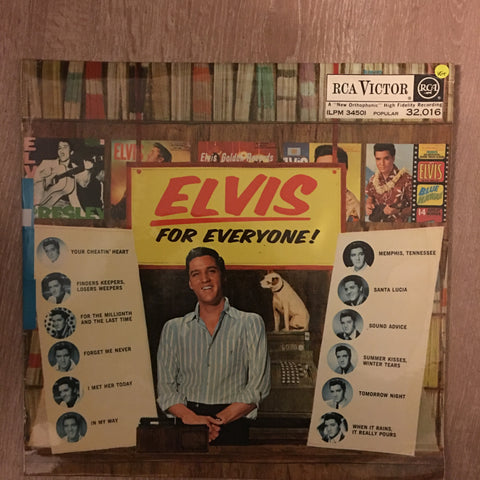 RCA VICTOR
RCA
A "New Orthophonic" High Fidelity Recording
(LPM 3450) POPULAR 32,016
ELVIS
Elvis' Golden Records
ELVIS
BLUE HAWAII
14
PRESLEY
ELVIS
FOR EVERYONE!
YOUR CHEATIN' HEART
FINDERS KEEPERS,
LOSERS WEEPERS
FOR THE MILLIONTH
AND THE LAST TIME
FORGET ME NEVER
I MET HER TODAY
IN MY WAY
MEMPHIS, TENNESSEE
SANTA LUCIA
SOUND ADVICE
SUMMER KISSES,
WINTER TEARS
TOMORROW NIGHT
WHEN IT RAINS,
IT REALLY POURS